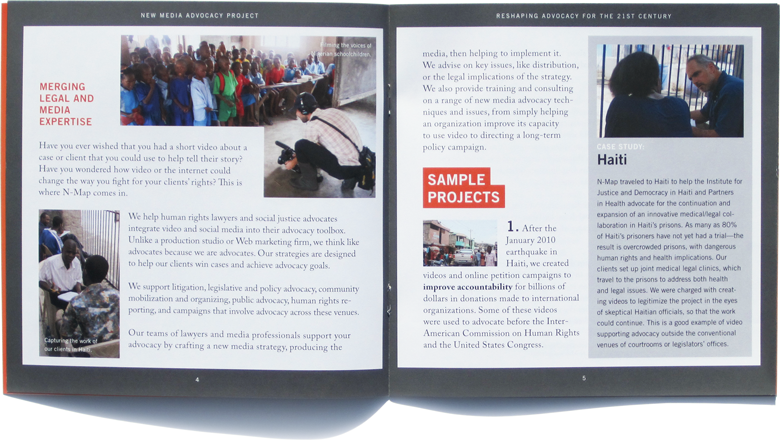 NEW MEDIA ADVOCACY PROJECT
voices of
schoolchildren.
MERGING
LEGAL AND
MEDIA
EXPERTISE
Have you ever wished that you had a short video about a
case or client that you could use to help tell their story?
Have you wondered how video or the internet could
change the way you fight for your clients' rights? This is
where N-Map comes in.
We help human rights lawyers and social justice advocates
integrate video and social media into their advocacy toolbox.
Unlike a production studio or Web marketing firm, we think like
advocates because we are advocates. Our strategies are designed
to help our clients win cases and achieve advocacy goals.
We support litigation, legislative and policy advocacy, community
mobilization and organizing, public advocacy, human rights re-
porting, and campaigns that involve advocacy across these venues.
Our teams of lawyers and media professionals support your
advocacy by crafting a new media strategy, producing the
Capturing the work of
our clients in Haiti.
4
RESHAPING ADVOCACY FOR THE 21ST CENTURY
media, then helping to implement it.
We advise on key issues, like distribution,
or the legal implications of the strategy.
We also provide training and consulting
on a range of new media advocacy tech-
niques and issues, from simply helping
an organization improve its capacity
to use video to directing a long-term
policy campaign.
SAMPLE
PROJECTS
1. After the
January 2010
earthquake in
Haiti, we created
videos and online petition campaigns to
improve accountability for billions of
dollars in donations made to international
organizations. Some of these videos
were used to advocate before the Inter-
American Commission on Human Rights
and the United States Congress.
CASE STUDY:
Haiti
N-Map traveled to Haiti to help the Institute for
Justice and Democracy in Haiti and Partners
in Health advocate for the continuation and
expansion of an innovative medical/legal col-
laboration in Haiti's prisons. As many as 80%
of Haiti's prisoners have not yet had a trial—the
result is overcrowded prisons, with dangerous
human rights and health implications. Our
clients set up joint medical legal clinics, which
travel to the prisons to address both health
and legal issues. We were charged with creat-
ing videos to legitimize the project in the eyes
of skeptical Haitian officials, so that the work
could continue. This is a good example of video
supporting advocacy outside the conventional
venues of courtrooms or legislators' offices.
5